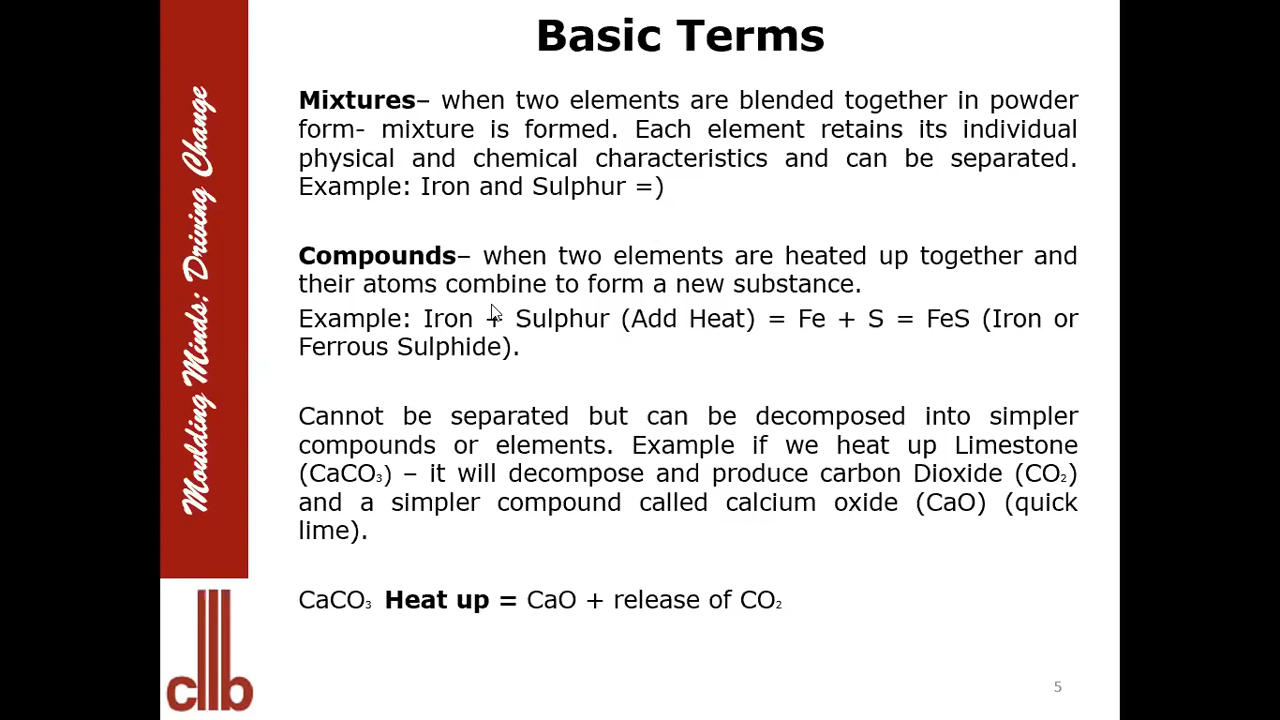 Basic Terms
Mixtures– when two elements are blended together in powder
form- mixture is formed. Each element retains its individual
physical and chemical characteristics and can be separated.
Example: Iron and Sulphur =)
Compounds– when two elements are heated up together and
their atoms combine to form a new substance.
Example: Iron + Sulphur (Add Heat) = Fe + S = FeS (Iron or
Ferrous Sulphide).
Cannot be separated but can be decomposed into simpler
compounds or elements. Example if we heat up Limestone
(CaCO₃) – it will decompose and produce carbon Dioxide (CO₂)
and a simpler compound called calcium oxide (CaO) (quick
lime).
CaCO₃ Heat up = CaO + release of CO₂
Moulding Minds; Driving Change
cllb
5